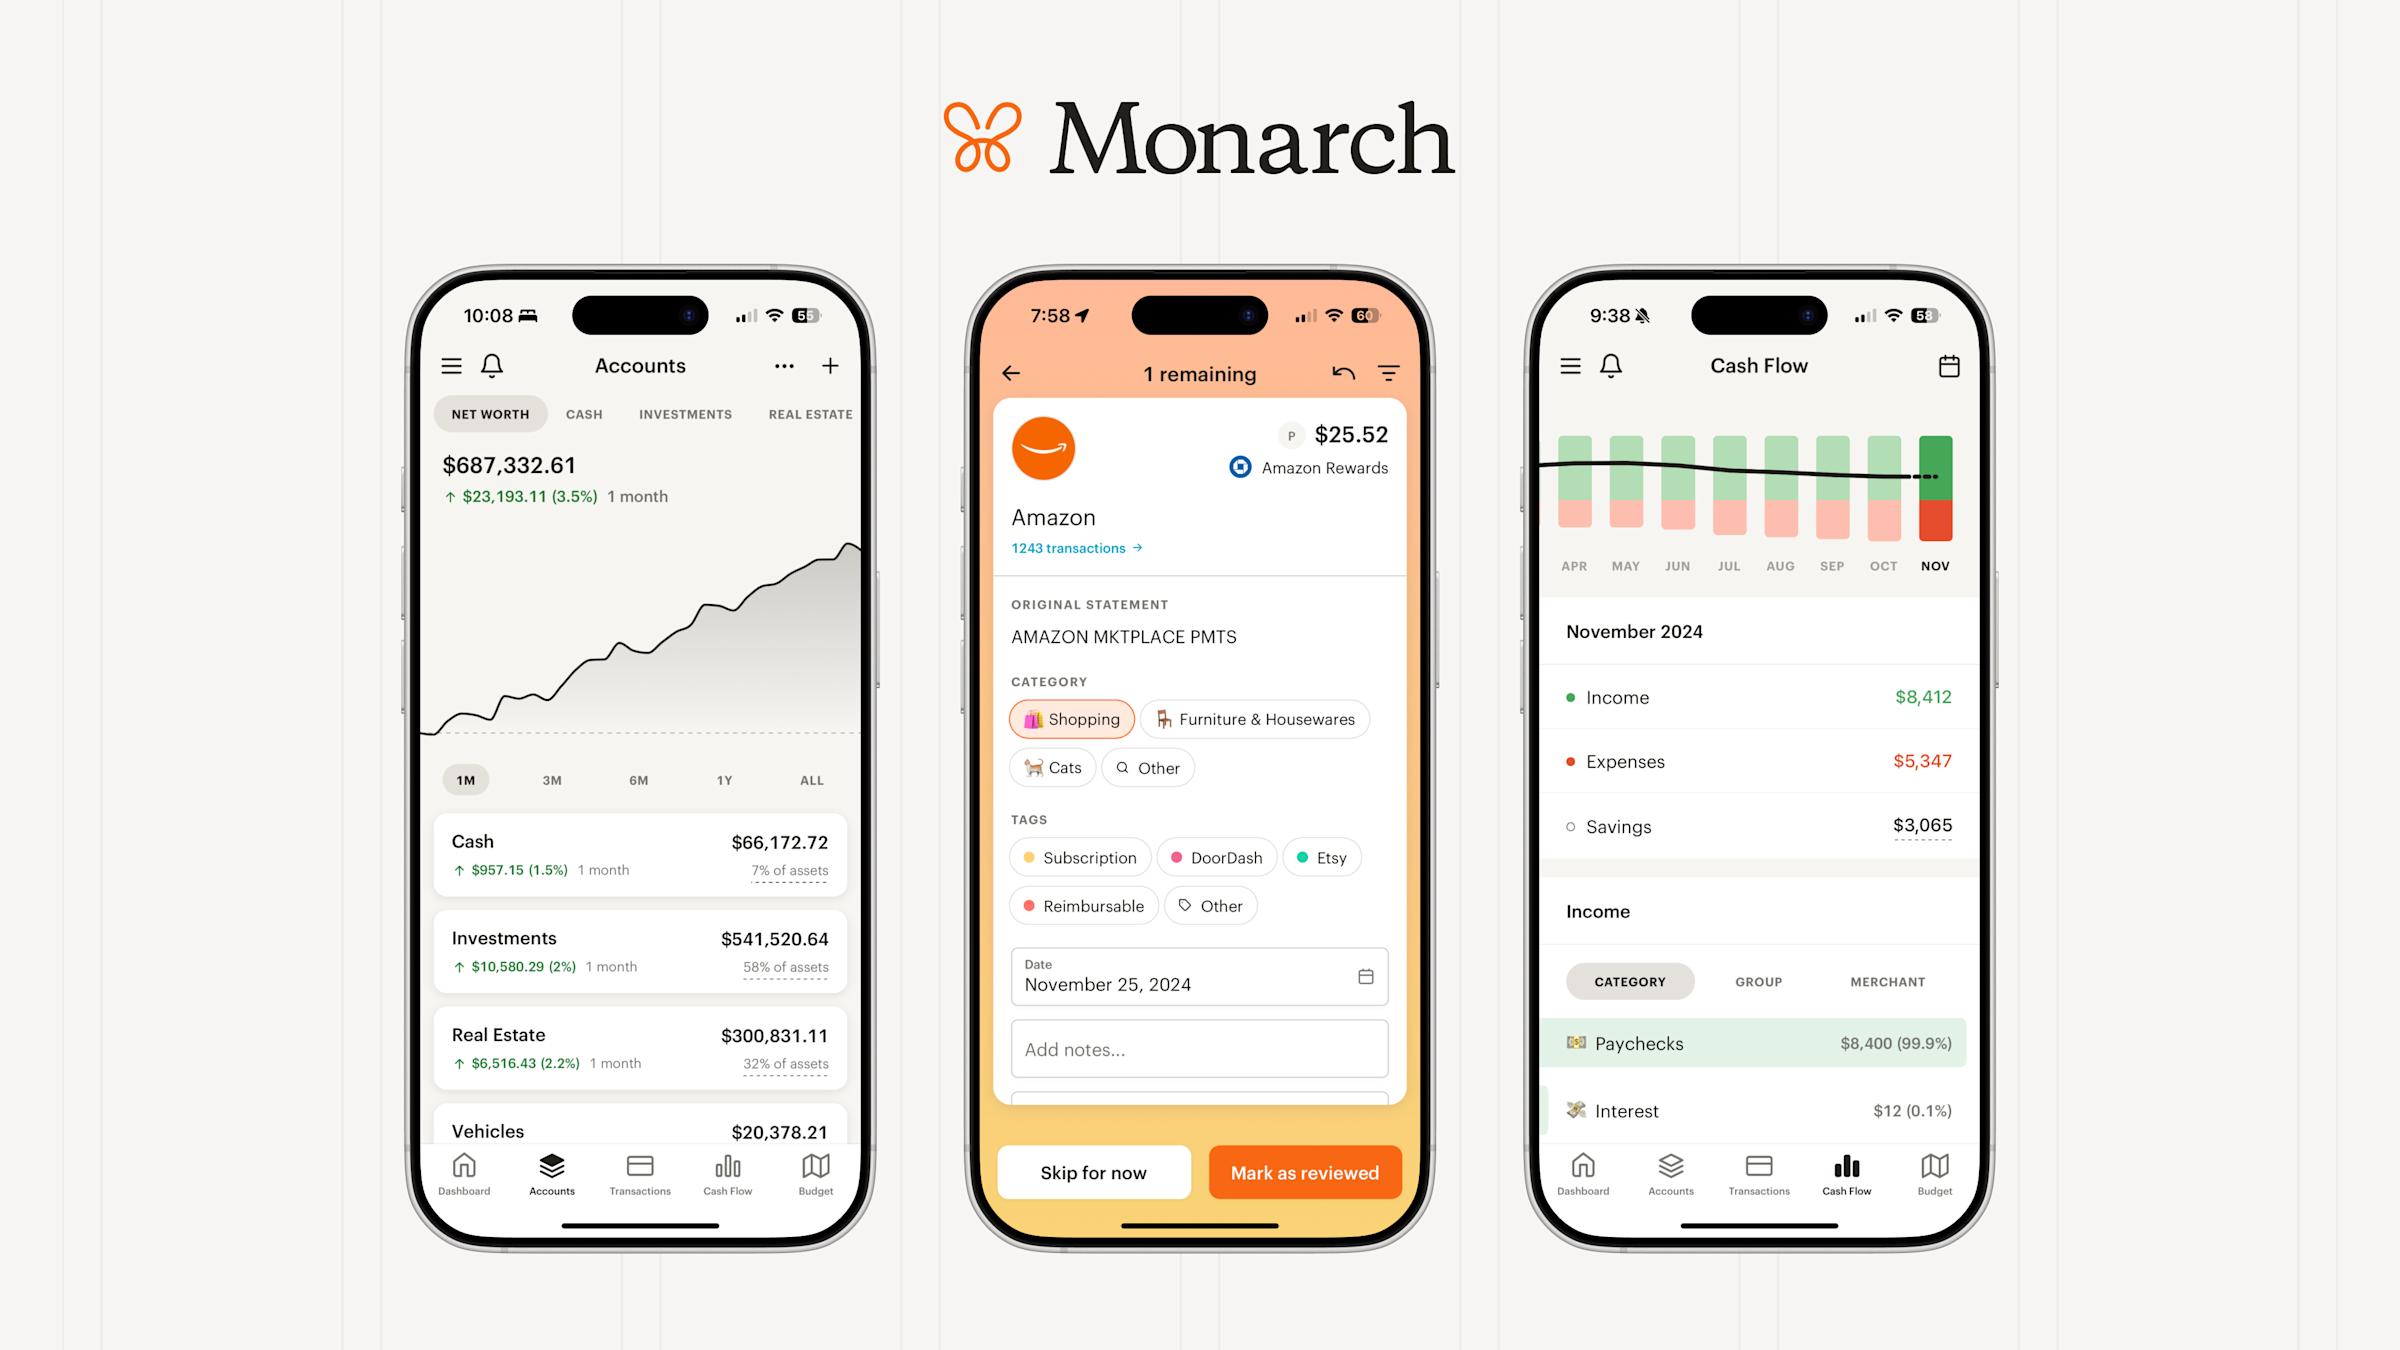 Monarch
10:08
55
Accounts
NET WORTH CASH INVESTMENTS REAL ESTATE
$687,332.61
$23,193.11 (3.5%) 1 month
1M 3M 6M 1Y ALL
Cash $66,172.72
$957.15 (1.5%) 1 month 7% of assets
Investments $541,520.64
$10,580.29 (2%) 1 month 58% of assets
Real Estate $300,831.11
$6,516.43 (2.2%) 1 month 32% of assets
Vehicles $20,378.21
Dashboard Accounts Transactions Cash Flow Budget
7:58
60
1 remaining
P $25.52
Amazon Rewards
Amazon
1243 transactions →
ORIGINAL STATEMENT
AMAZON MKTPLACE PMTS
CATEGORY
Shopping Furniture & Housewares
Cats Other
TAGS
Subscription DoorDash Etsy
Reimbursable Other
Date
November 25, 2024
Add notes...
Skip for now Mark as reviewed
9:38
58
Cash Flow
APR MAY JUN JUL AUG SEP OCT NOV
November 2024
Income $8,412
Expenses $5,347
Savings $3,065
Income
CATEGORY GROUP MERCHANT
Paychecks $8,400 (99.9%)
Interest $12 (0.1%)
Dashboard Accounts Transactions Cash Flow Budget